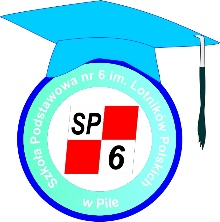 Szkoła Podstawowa nr 6 im. Lotników Polskich
SP
6
w Pile